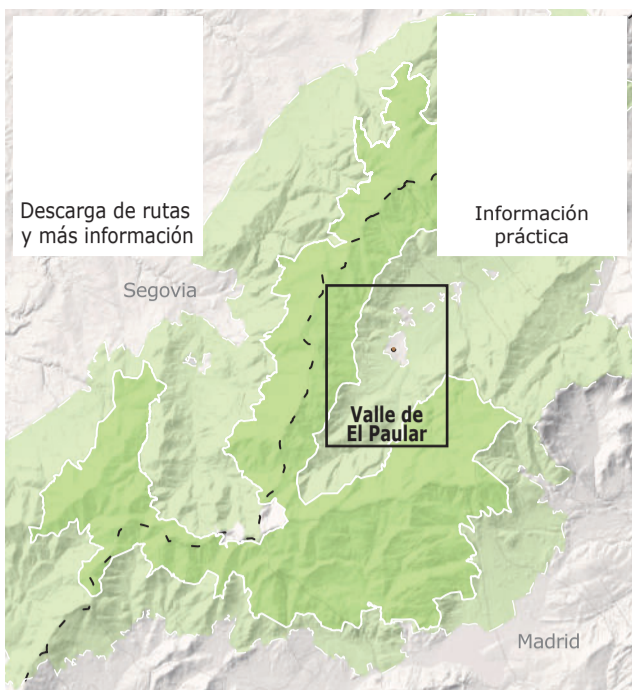 Descarga de rutas
y más información
Información
práctica
Segovia
Valle de
El Paular
Madrid